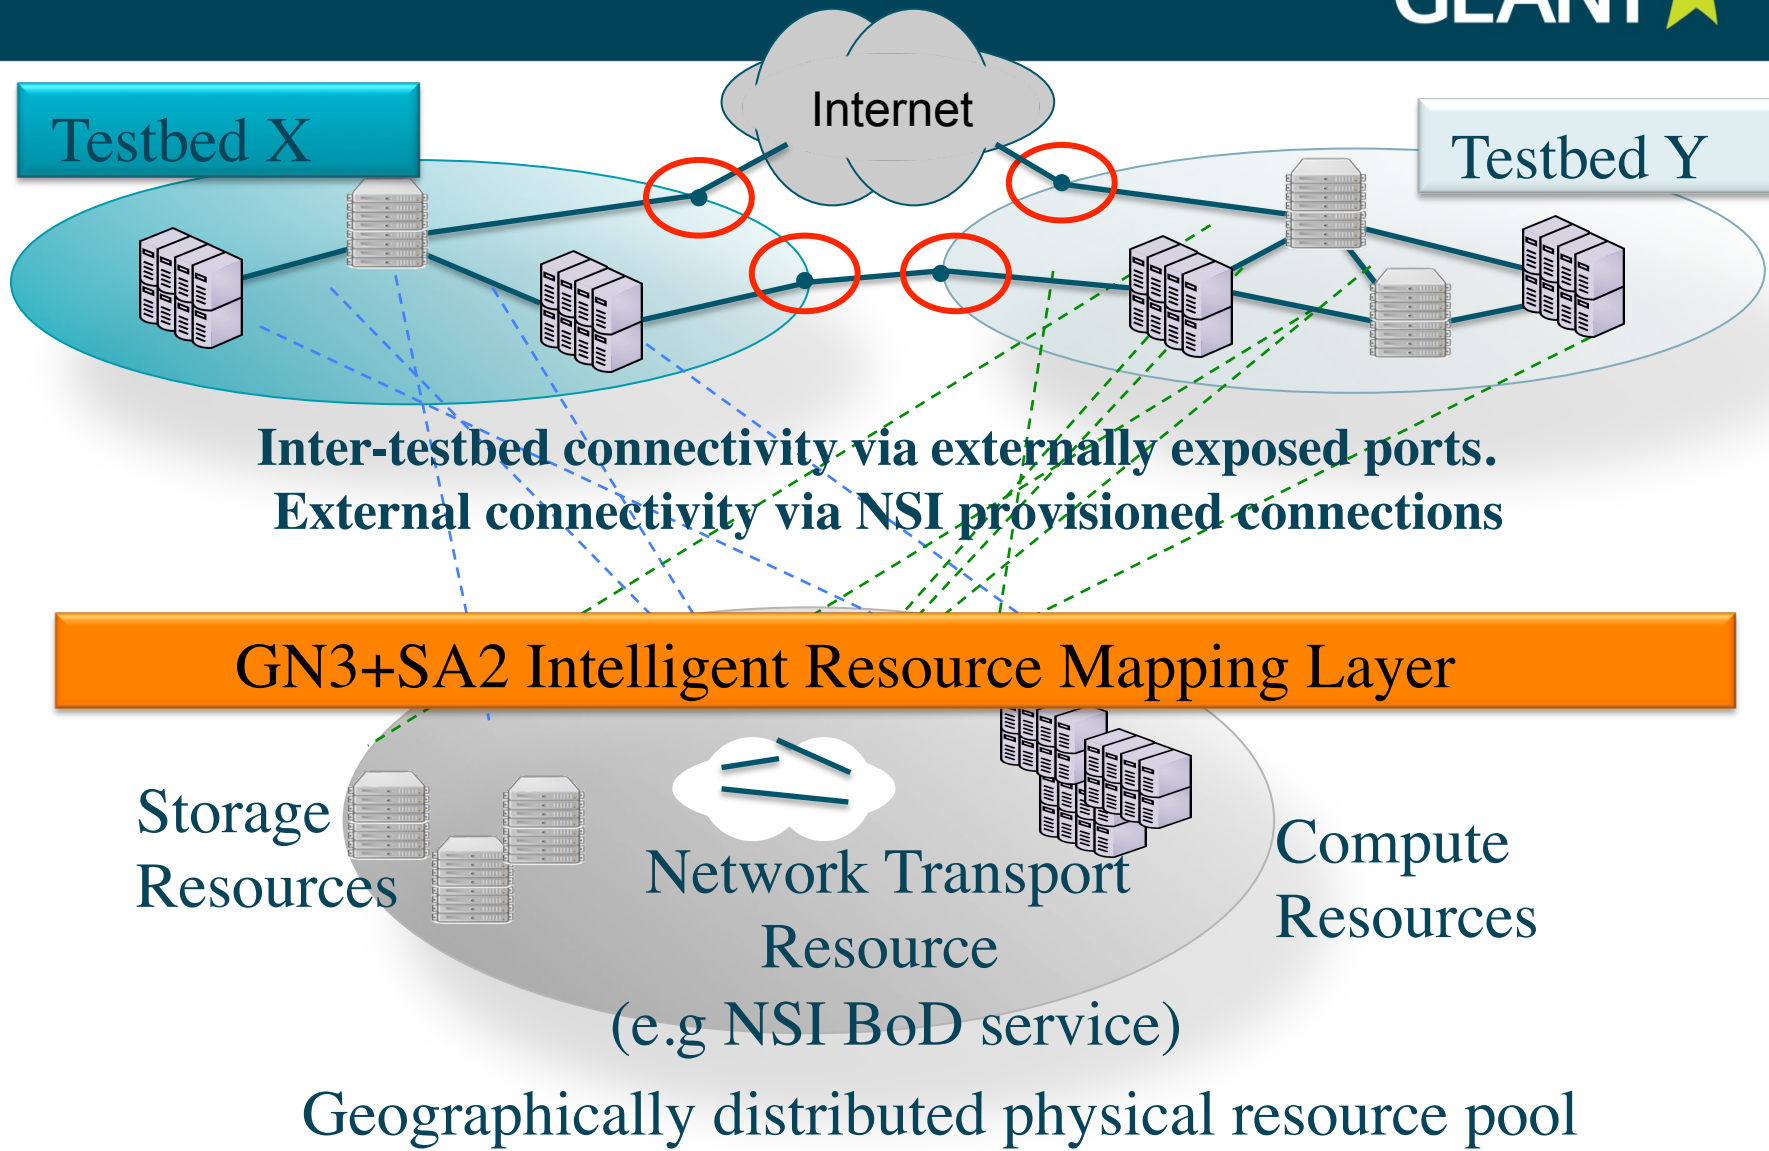 GEANT
Internet
Testbed X
Testbed Y
Inter-testbed connectivity via externally exposed ports.
External connectivity via NSI provisioned connections
GN3+SA2 Intelligent Resource Mapping Layer
Storage
Resources
Network Transport
Resource
(e.g NSI BoD service)
Compute
Resources
Geographically distributed physical resource pool